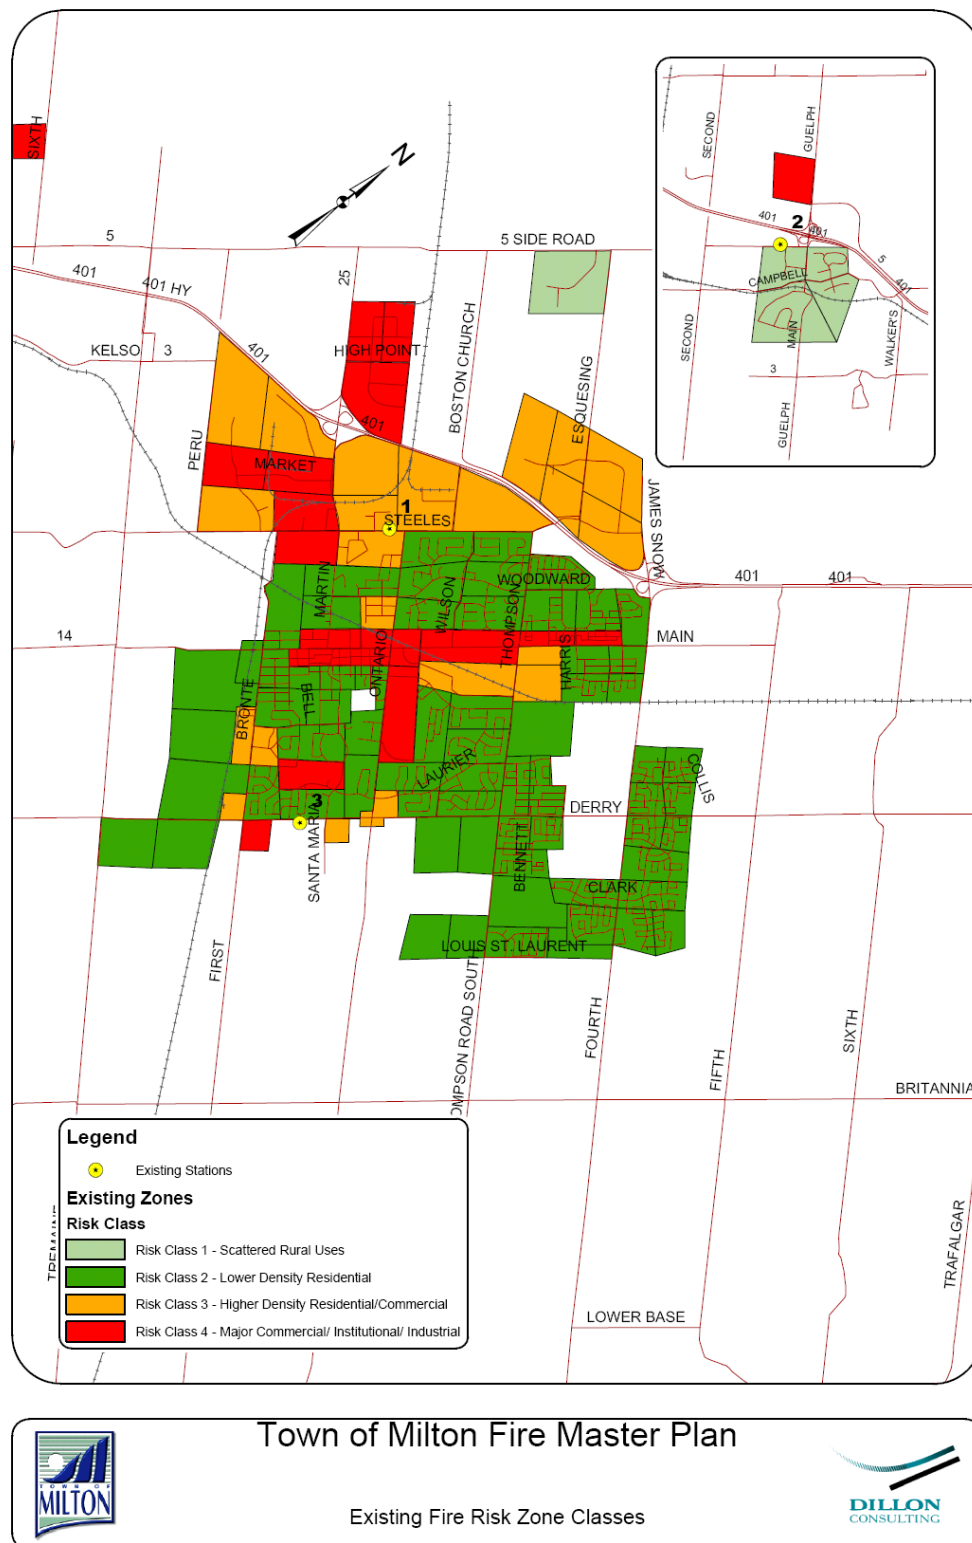 SIXTH
N
5
5 SIDE ROAD
25
401
401 HY
401
KELSO 3
HIGH POINT
BOSTON CHURCH
ESQUESING
401
PERU
MARKET
JAMES SNOW
1
STEELES
WOODWARD
401
401
MARTIN
WILSON
THOMPSON
14
MAIN
ONTARIO
HARRIS
BELL
BRONTE
LAURIER
COLLIS
3
DERRY
SANTA MARIA
BENNETT
CLARK
LOUIS ST. LAURENT
FIRST
OMPSON ROAD SOUTH
FOURTH
FIFTH
SIXTH
BRITANNIA
TREMAINE
TRAFALGAR
LOWER BASE
SECOND
GUELPH
401
2
401
5
401
CAMPBELL
SECOND
MAIN
WALKER'S
3
GUELPH
Legend
Existing Stations
Existing Zones
Risk Class
Risk Class 1 - Scattered Rural Uses
Risk Class 2 - Lower Density Residential
Risk Class 3 - Higher Density Residential/Commercial
Risk Class 4 - Major Commercial/ Institutional/ Industrial
Town of Milton Fire Master Plan
Existing Fire Risk Zone Classes
TOWN OF
MILTON
DILLON
CONSULTING